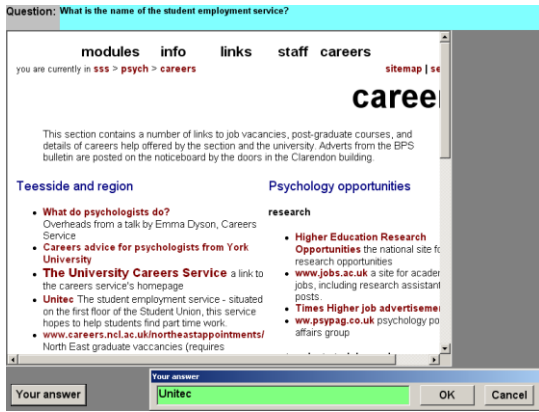 Question: What is the name of the student employment service?
modules info links staff careers
you are currently in sss > psych > careers
sitemap | se
career
This section contains a number of links to job vacancies, post-graduate courses, and
details of careers help offered by the section and the university. Adverts from the BPS
bulletin are posted on the noticeboard by the doors in the Clarendon building.
Teesside and region
What do psychologists do?
Overheads from a talk by Emma Dyson, Careers
Service
Careers advice for psychologists from York
University
The University Careers Service a link to
the careers service's homepage
Unitec The student employment service - situated
on the first floor of the Student Union, this service
hopes to help students find part time work.
www.careers.ncl.ac.uk/northeastappointments/
North East graduate vaccancies (requires
Psychology opportunities
research
Higher Education Research
Opportunities the national site fo
research opportunities
www.jobs.ac.uk a site for academ
jobs, including research assistant
posts.
Times Higher job advertisemen
ww.psypag.co.uk psychology po
affairs group
Your answer
Your answer
Unitec
OK Cancel